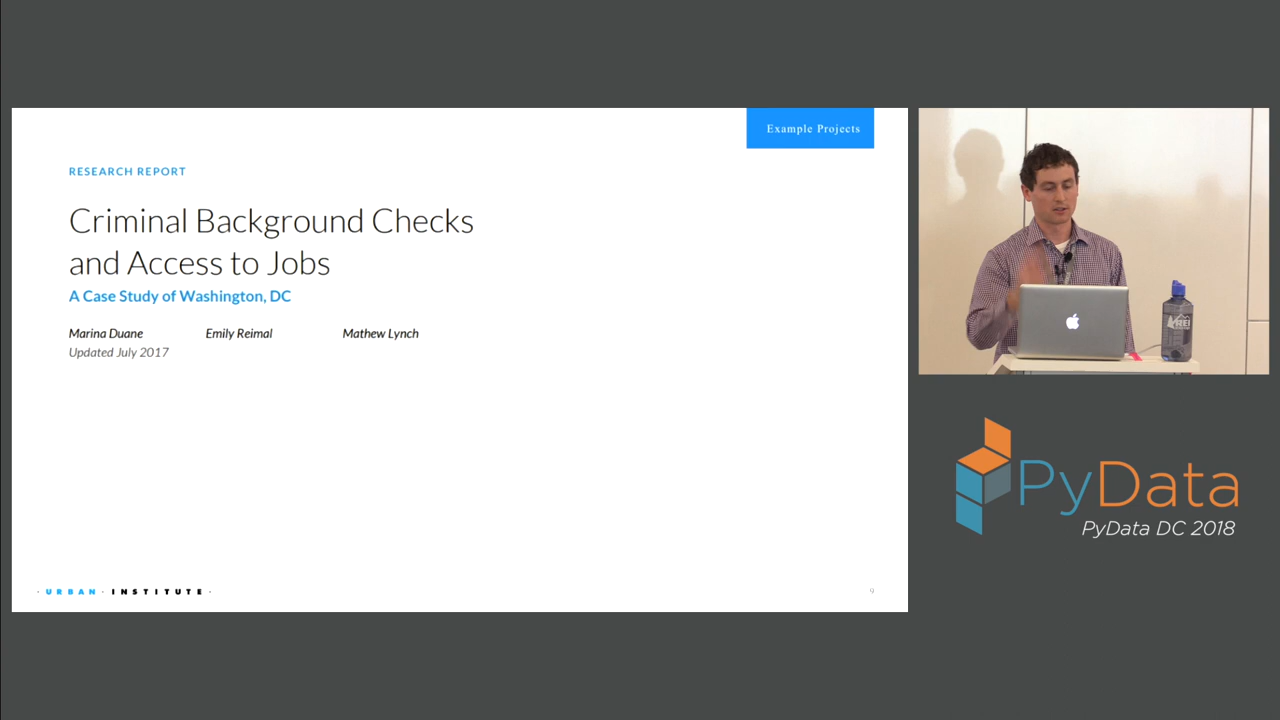 Example Projects
RESEARCH REPORT
Criminal Background Checks
and Access to Jobs
A Case Study of Washington, DC
Marina Duane Emily Reimal Mathew Lynch
Updated July 2017
· URBAN · INSTITUTE ·
REI
PyData
PyData DC 2018